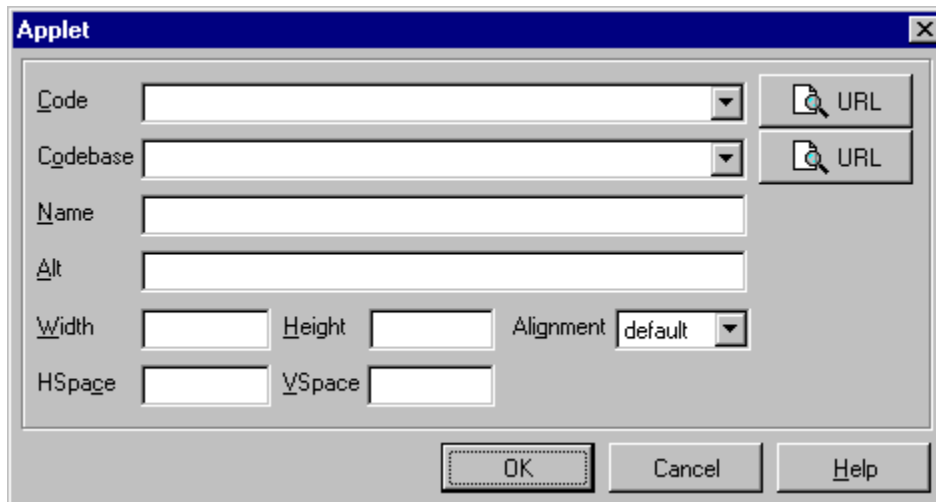 Applet
Code URL
Codebase URL
Name
Alt
Width Height Alignment default
HSpace VSpace
OK Cancel Help